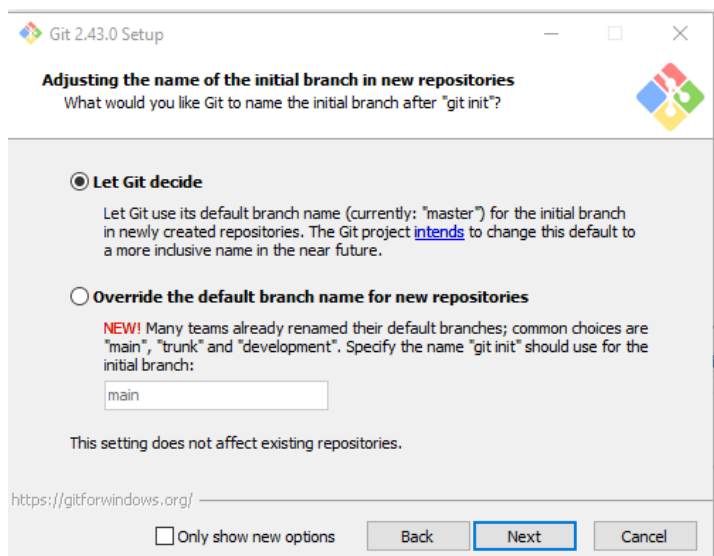 Git 2.43.0 Setup
Adjusting the name of the initial branch in new repositories
What would you like Git to name the initial branch after "git init"?
Let Git decide
Let Git use its default branch name (currently: "master") for the initial branch
in newly created repositories. The Git project intends to change this default to
a more inclusive name in the near future.
Override the default branch name for new repositories
NEW! Many teams already renamed their default branches; common choices are
"main", "trunk" and "development". Specify the name "git init" should use for the
initial branch:
main
This setting does not affect existing repositories.
https://gitforwindows.org/
Only show new options
Back
Next
Cancel